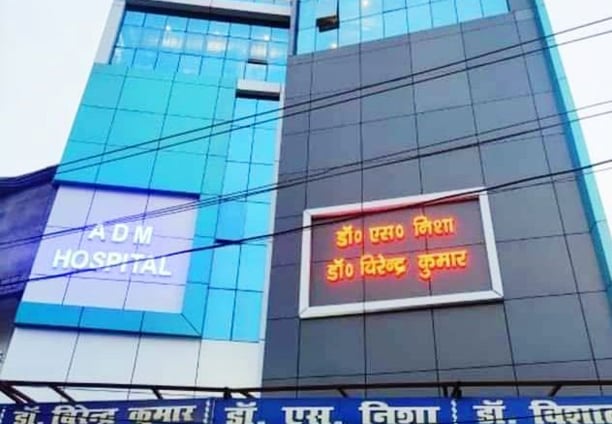 ADM
HOSPITAL
डॉ० एस० निशा
डॉ० विरेन्द्र कुमार
डॉ. विरेन्द्र कुमार डॉ. एस. निशा डॉ.